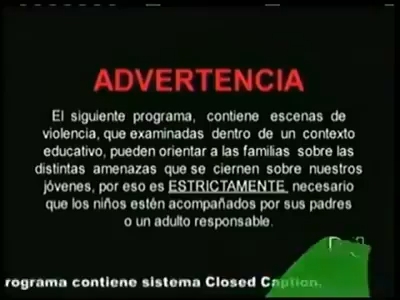 ADVERTENCIA
El siguiente programa, contiene escenas de
violencia, que examinadas dentro de un contexto
educativo, pueden orientar a las familias sobre las
distintas amenazas que se ciernen sobre nuestros
jóvenes, por eso es ESTRICTAMENTE necesario
que los niños estén acompañados por sus padres
o un adulto responsable.
rograma contiene sistema Closed Caption.